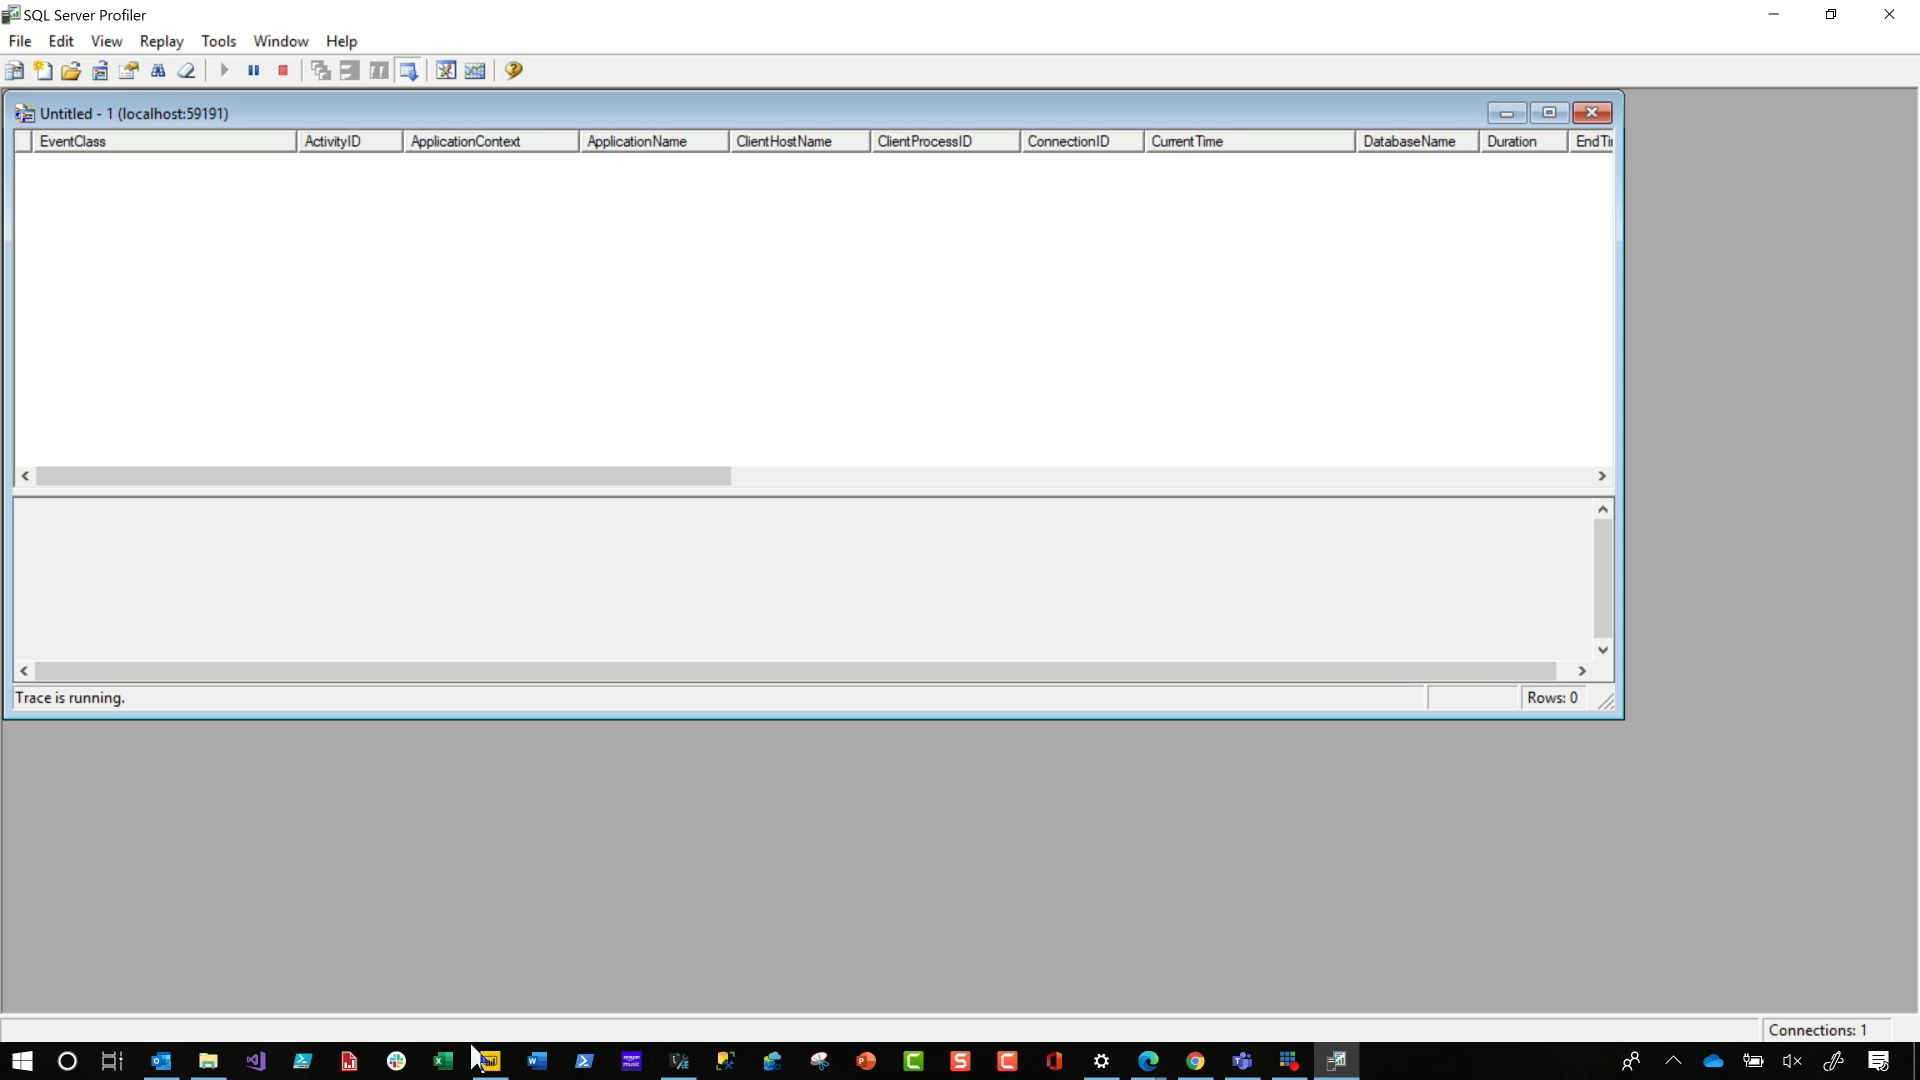 SQL Server Profiler
File Edit View Replay Tools Window Help
Untitled - 1 (localhost:59191)
EventClass ActivityID ApplicationContext ApplicationName ClientHostName ClientProcessID ConnectionID CurrentTime DatabaseName Duration
Trace is running. Rows: 0
Connections: 1